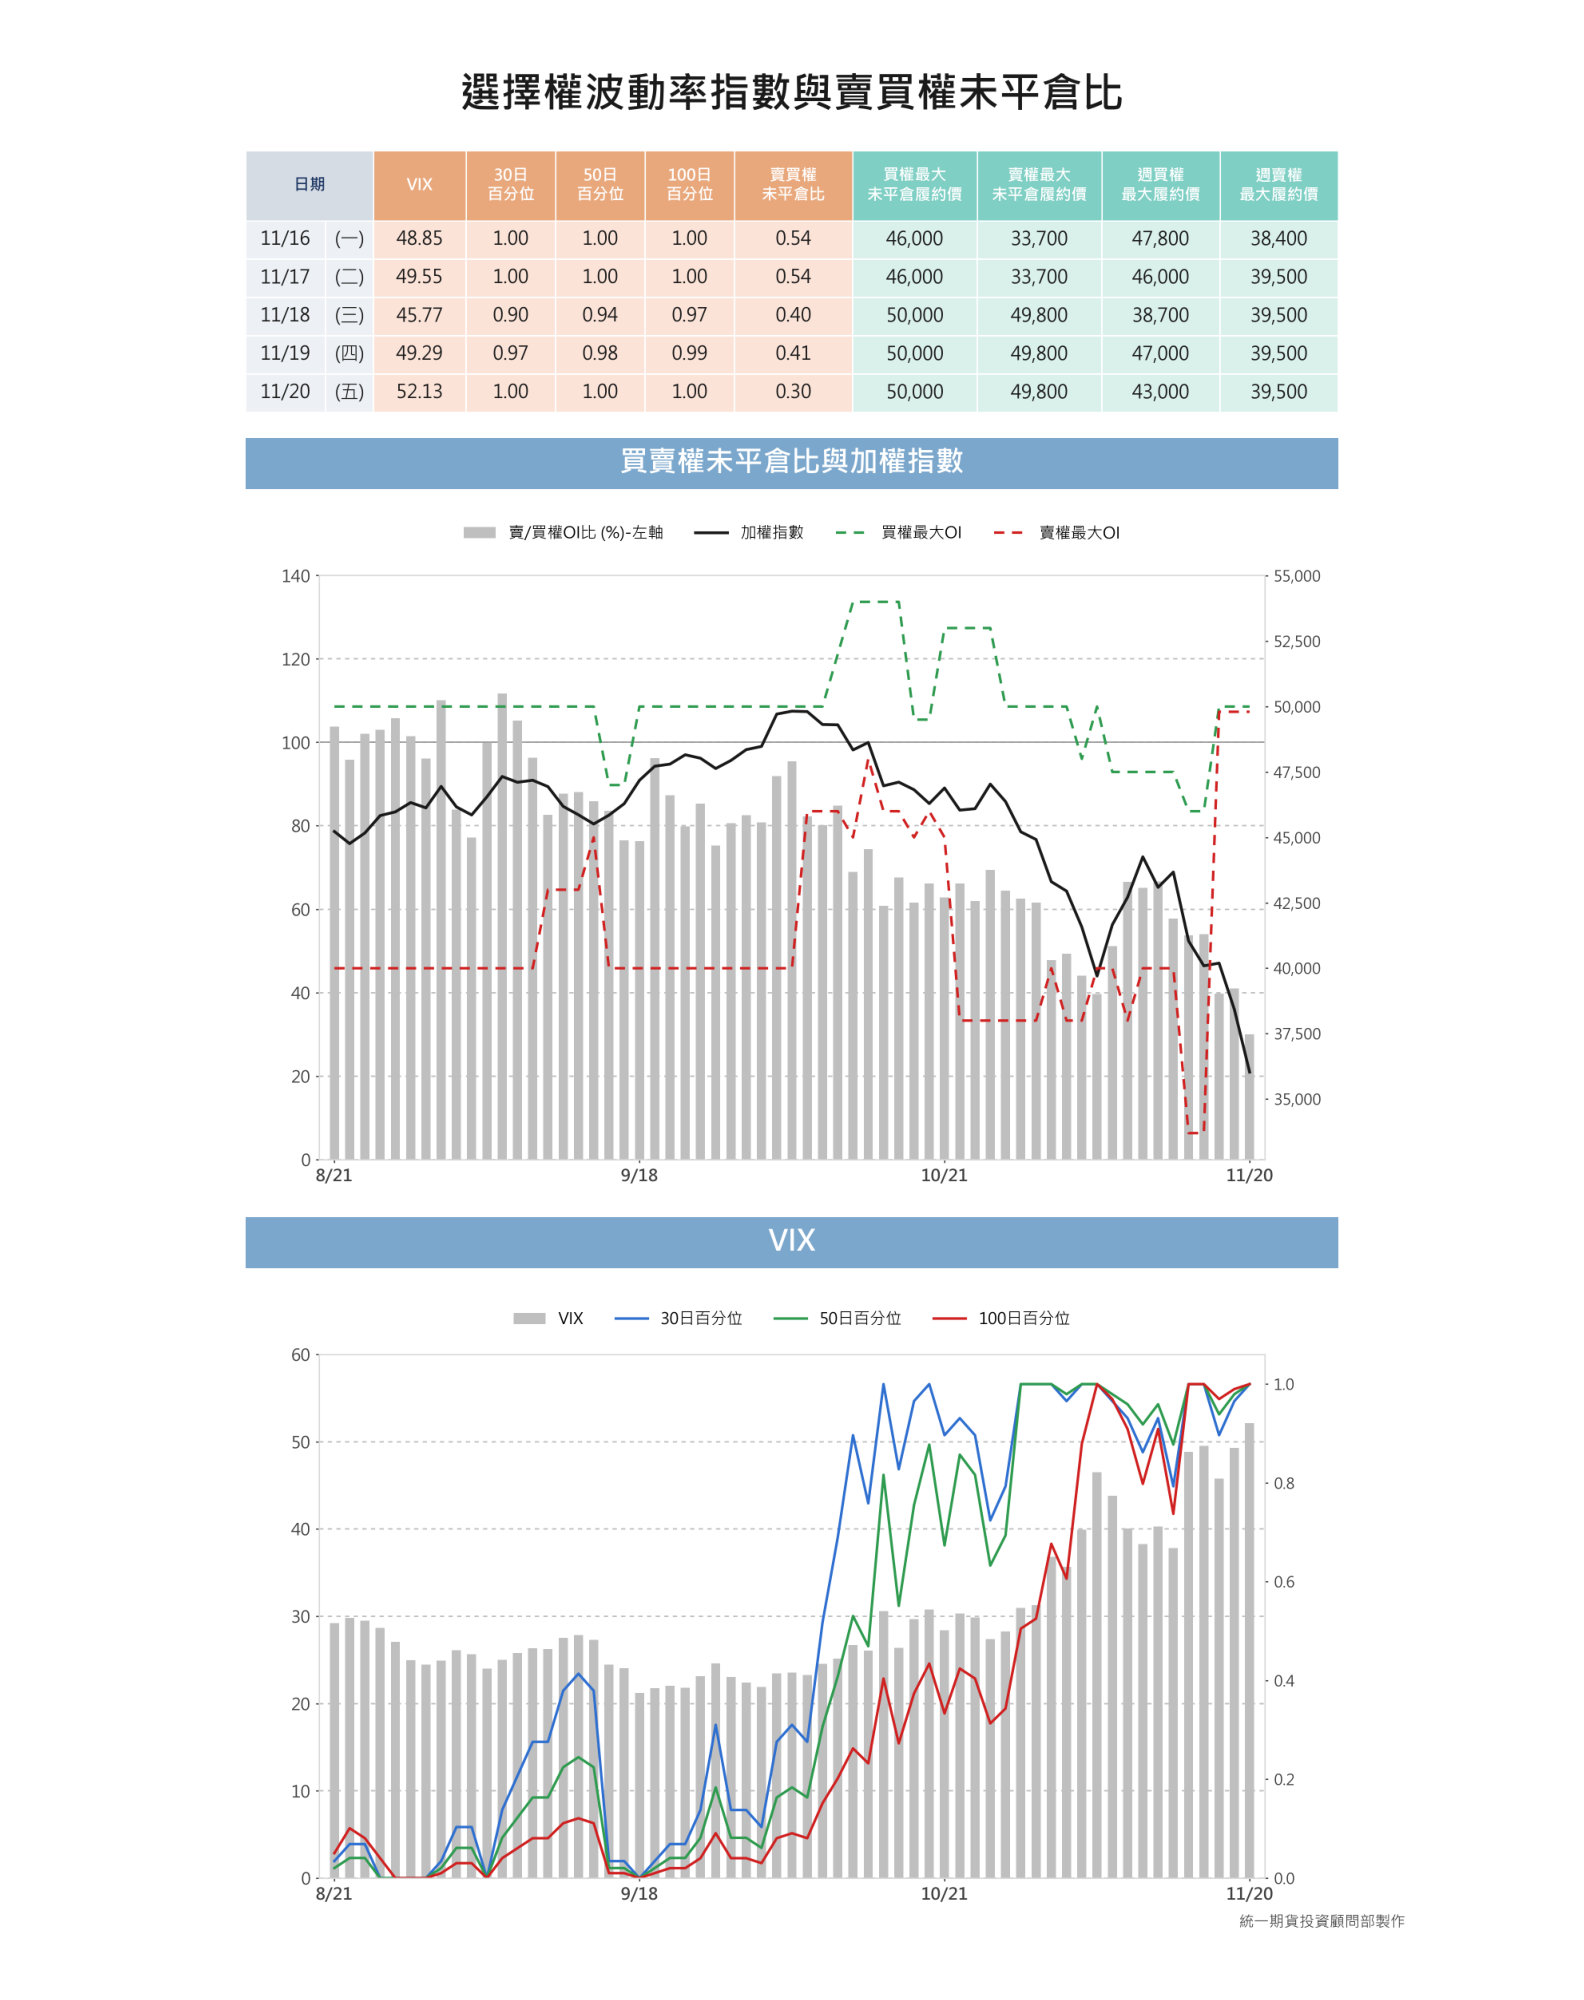 選擇權波動率指數與賣買權未平倉比
日期 VIX 30日百分位 50日百分位 100日百分位 賣買權未平倉比 買權最大未平倉履約價 賣權最大未平倉履約價 週買權最大履約價 週賣權最大履約價
11/16 (一) 48.85 1.00 1.00 1.00 0.54 46,000 33,700 47,800 38,400
11/17 (二) 49.55 1.00 1.00 1.00 0.54 46,000 33,700 46,000 39,500
11/18 (三) 45.77 0.90 0.94 0.97 0.40 50,000 49,800 38,700 39,500
11/19 (四) 49.29 0.97 0.98 0.99 0.41 50,000 49,800 47,000 39,500
11/20 (五) 52.13 1.00 1.00 1.00 0.30 50,000 49,800 43,000 39,500
買賣權未平倉比與加權指數
賣/買權OI比 (%)-左軸 加權指數 買權最大OI 賣權最大OI
140 55,000
52,500
120
50,000
100
47,500
80 45,000
60 42,500
40,000
40
37,500
20
35,000
0
8/21 9/18 10/21 11/20
VIX
VIX 30日百分位 50日百分位 100日百分位
60
1.0
50
0.8
40
0.6
30
0.4
20
0.2
10
0 0.0
8/21 9/18 10/21 11/20
統一期貨投資顧問部製作